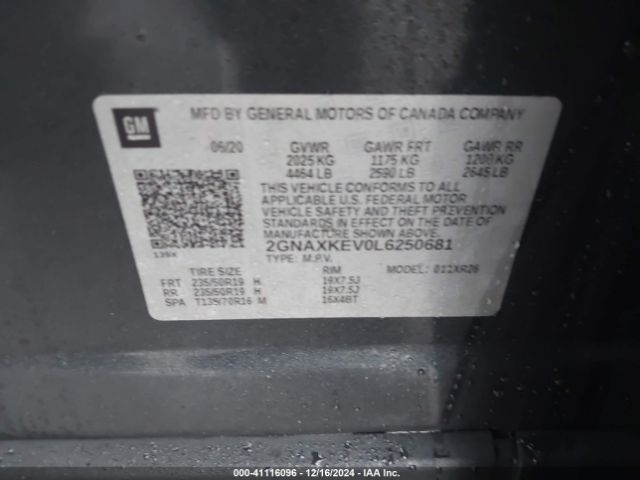 GM
MFD BY GENERAL MOTORS OF CANADA COMPANY
06/20 GVWR GAWR FRT GAWR RR
2025 KG 1175 KG 1200 KG
4464 LB 2590 LB 2645 LB
THIS VEHICLE CONFORMS TO ALL
APPLICABLE U.S. FEDERAL MOTOR
VEHICLE SAFETY AND THEFT PREVENTION
STANDARDS IN EFFECT ON THE DATE OF
MANUFACTURE SHOWN ABOVE.
2GNAXKEV0L6250681
139X TYPE: M.P.V.
TIRE SIZE RIM MODEL: 011XR26
FRT 235/50R19 H 19X7.5J
RR 235/50R19 H 19X7.5J
SPA T135/70R16 M 16X4BT
000-41116096 - 12/16/2024 - IAA Inc.